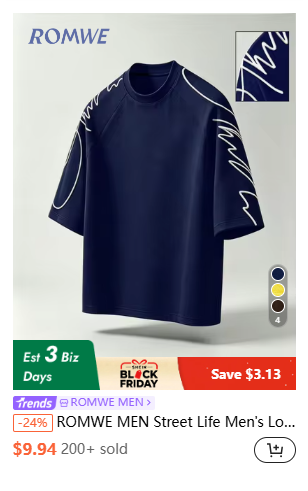 ROMWE
Est 3 Biz
Days
SHEIN
BLACK
FRIDAY
Save $3.13
4
Trends ROMWE MEN >
-24% ROMWE MEN Street Life Men's Lo...
$9.94 200+ sold